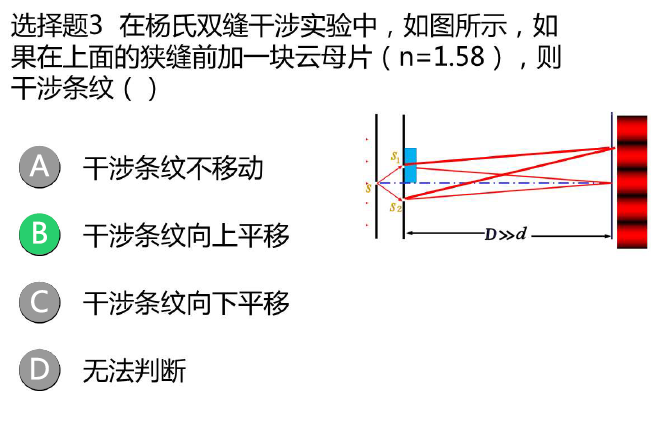 选择题3 在杨氏双缝干涉实验中，如图所示，如
果在上面的狭缝前加一块云母片（n=1.58），则
干涉条纹（ ）
A 干涉条纹不移动
B 干涉条纹向上平移
C 干涉条纹向下平移
D 无法判断
S₁
S
S₂
D≫d